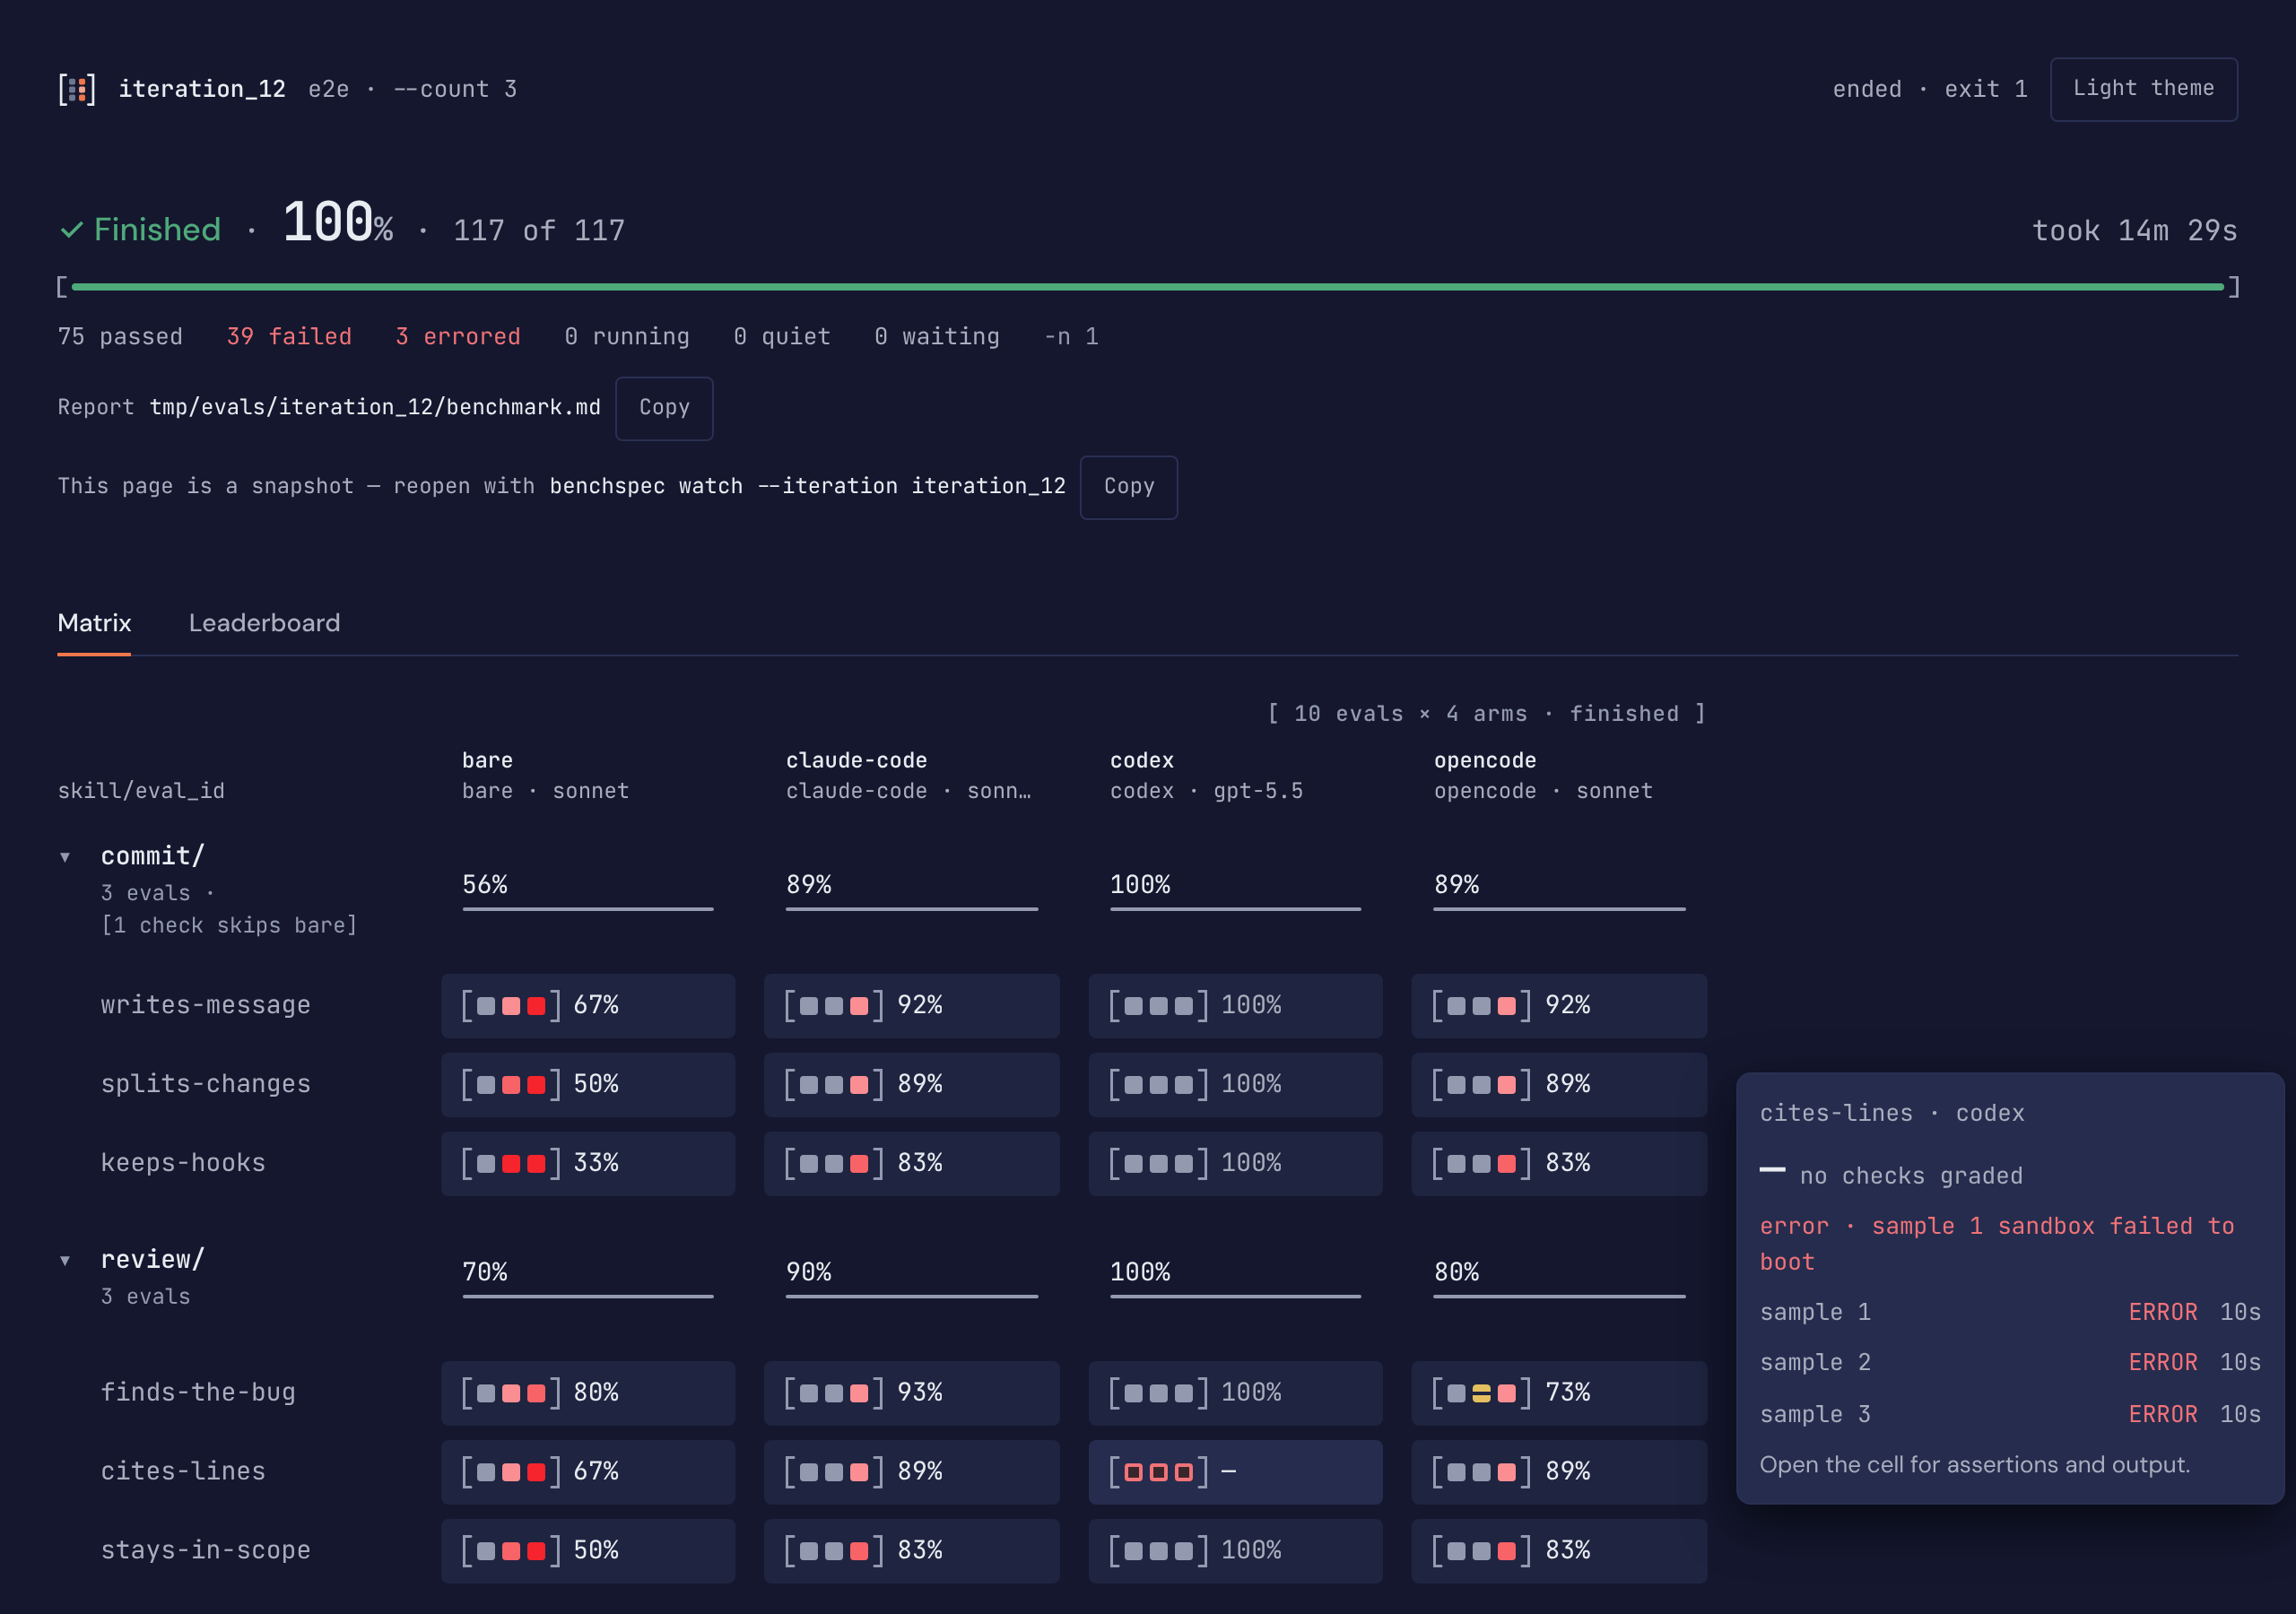 iteration_12 e2e · --count 3
ended · exit 1 Light theme
✓ Finished · 100% · 117 of 117
took 14m 29s
[ ]
75 passed 39 failed 3 errored 0 running 0 quiet 0 waiting -n 1
Report tmp/evals/iteration_12/benchmark.md Copy
This page is a snapshot — reopen with benchspec watch --iteration iteration_12 Copy
Matrix Leaderboard
[ 10 evals × 4 arms · finished ]
bare claude-code codex opencode
skill/eval_id bare · sonnet claude-code · sonn… codex · gpt-5.5 opencode · sonnet
▼ commit/
56% 89% 100% 89%
3 evals ·
[1 check skips bare]
writes-message [ ] 67% [ ] 92% [ ] 100% [ ] 92%
splits-changes [ ] 50% [ ] 89% [ ] 100% [ ] 89%
keeps-hooks [ ] 33% [ ] 83% [ ] 100% [ ] 83%
▼ review/
70% 90% 100% 80%
3 evals
finds-the-bug [ ] 80% [ ] 93% [ ] 100% [ ] 73%
cites-lines [ ] 67% [ ] 89% [ ] — [ ] 89%
stays-in-scope [ ] 50% [ ] 83% [ ] 100% [ ] 83%
cites-lines · codex
— no checks graded
error · sample 1 sandbox failed to
boot
sample 1 ERROR 10s
sample 2 ERROR 10s
sample 3 ERROR 10s
Open the cell for assertions and output.